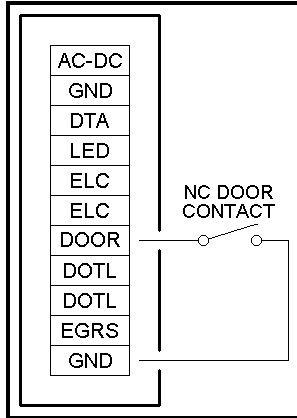 AC-DC
GND
DTA
LED
ELC
ELC
DOOR
DOTL
DOTL
EGRS
GND
NC DOOR
CONTACT